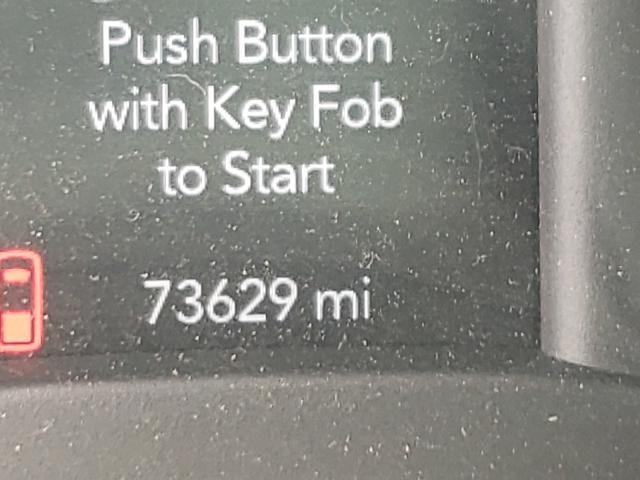 Push Button
with Key Fob
to Start
73629 mi